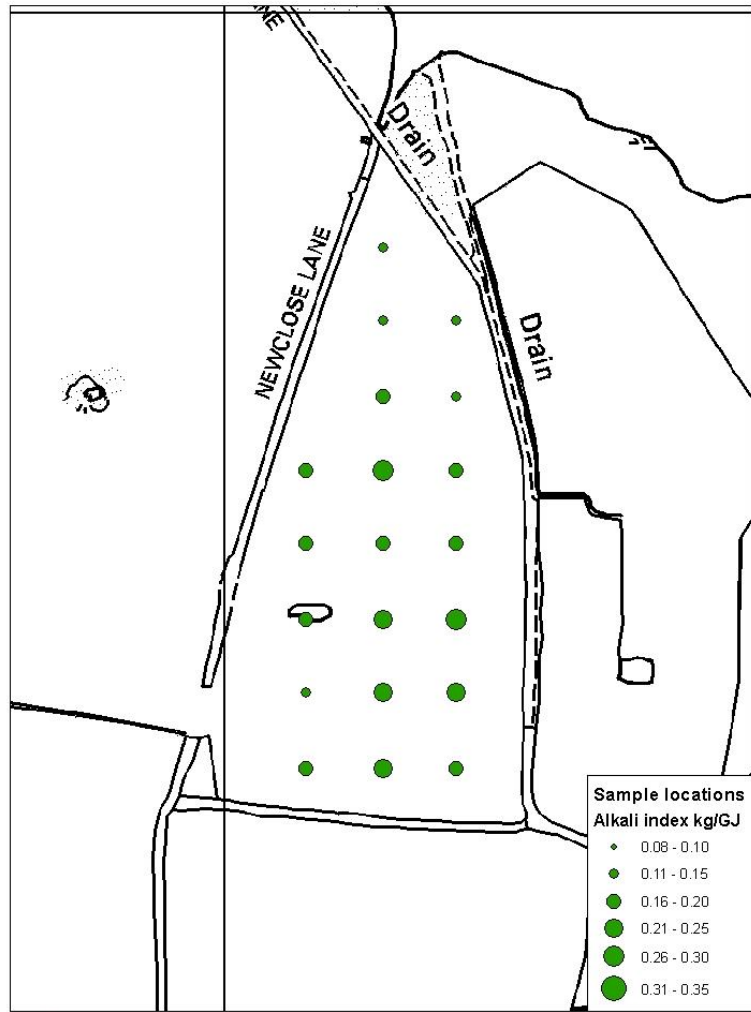 Drain
NEWCLOSE LANE
Drain
Sample locations
Alkali index kg/GJ
0.08 - 0.10
0.11 - 0.15
0.16 - 0.20
0.21 - 0.25
0.26 - 0.30
0.31 - 0.35